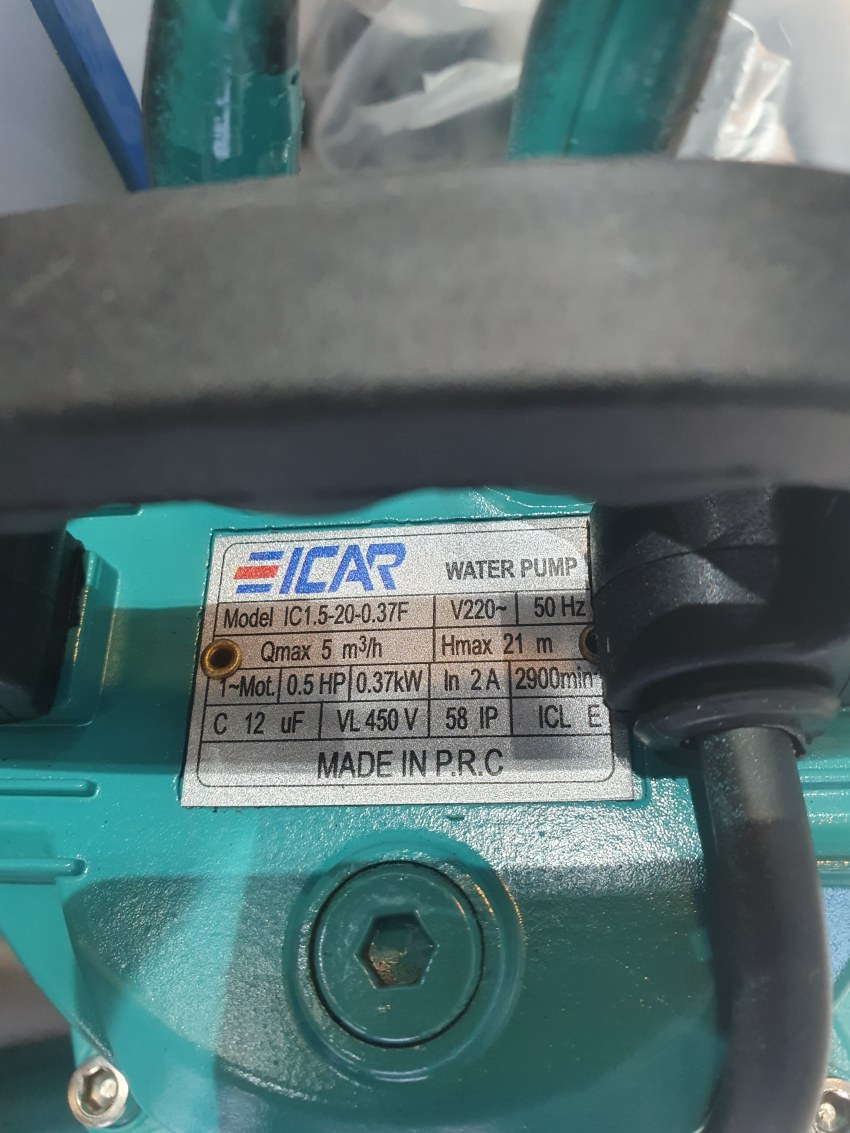 EICAR WATER PUMP
Model IC1.5-20-0.37F V220~ 50 Hz
Qmax 5 m³/h Hmax 21 m
1~Mot. 0.5 HP 0.37kW In 2 A 2900min⁻
C 12 uF VL 450 V 58 IP ICL E
MADE IN P.R.C